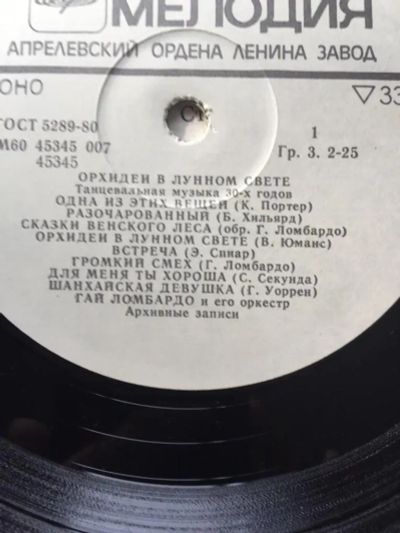 МЕЛОДИЯ
АПРЕЛЕВСКИЙ ОРДЕНА ЛЕНИНА ЗАВОД
ОНО ▽33
ГОСТ 5289-80
М60 45345 007 1
45345 Гр. 3. 2-25
ОРХИДЕИ В ЛУННОМ СВЕТЕ
Танцевальная музыка 30-х годов
ОДНА ИЗ ЭТИХ ВЕЩЕЙ (К. Портер)
РАЗОЧАРОВАННЫЙ (Б. Хильярд)
СКАЗКИ ВЕНСКОГО ЛЕСА (обр. Г. Ломбардо)
ОРХИДЕИ В ЛУННОМ СВЕТЕ (В. Юманс)
ВСТРЕЧА (Э. Спиар)
ГРОМКИЙ СМЕХ (Г. Ломбардо)
ДЛЯ МЕНЯ ТЫ ХОРОША (С. Секунда)
ШАНХАЙСКАЯ ДЕВУШКА (Г. Уоррен)
ГАЙ ЛОМБАРДО и его оркестр
Архивные записи